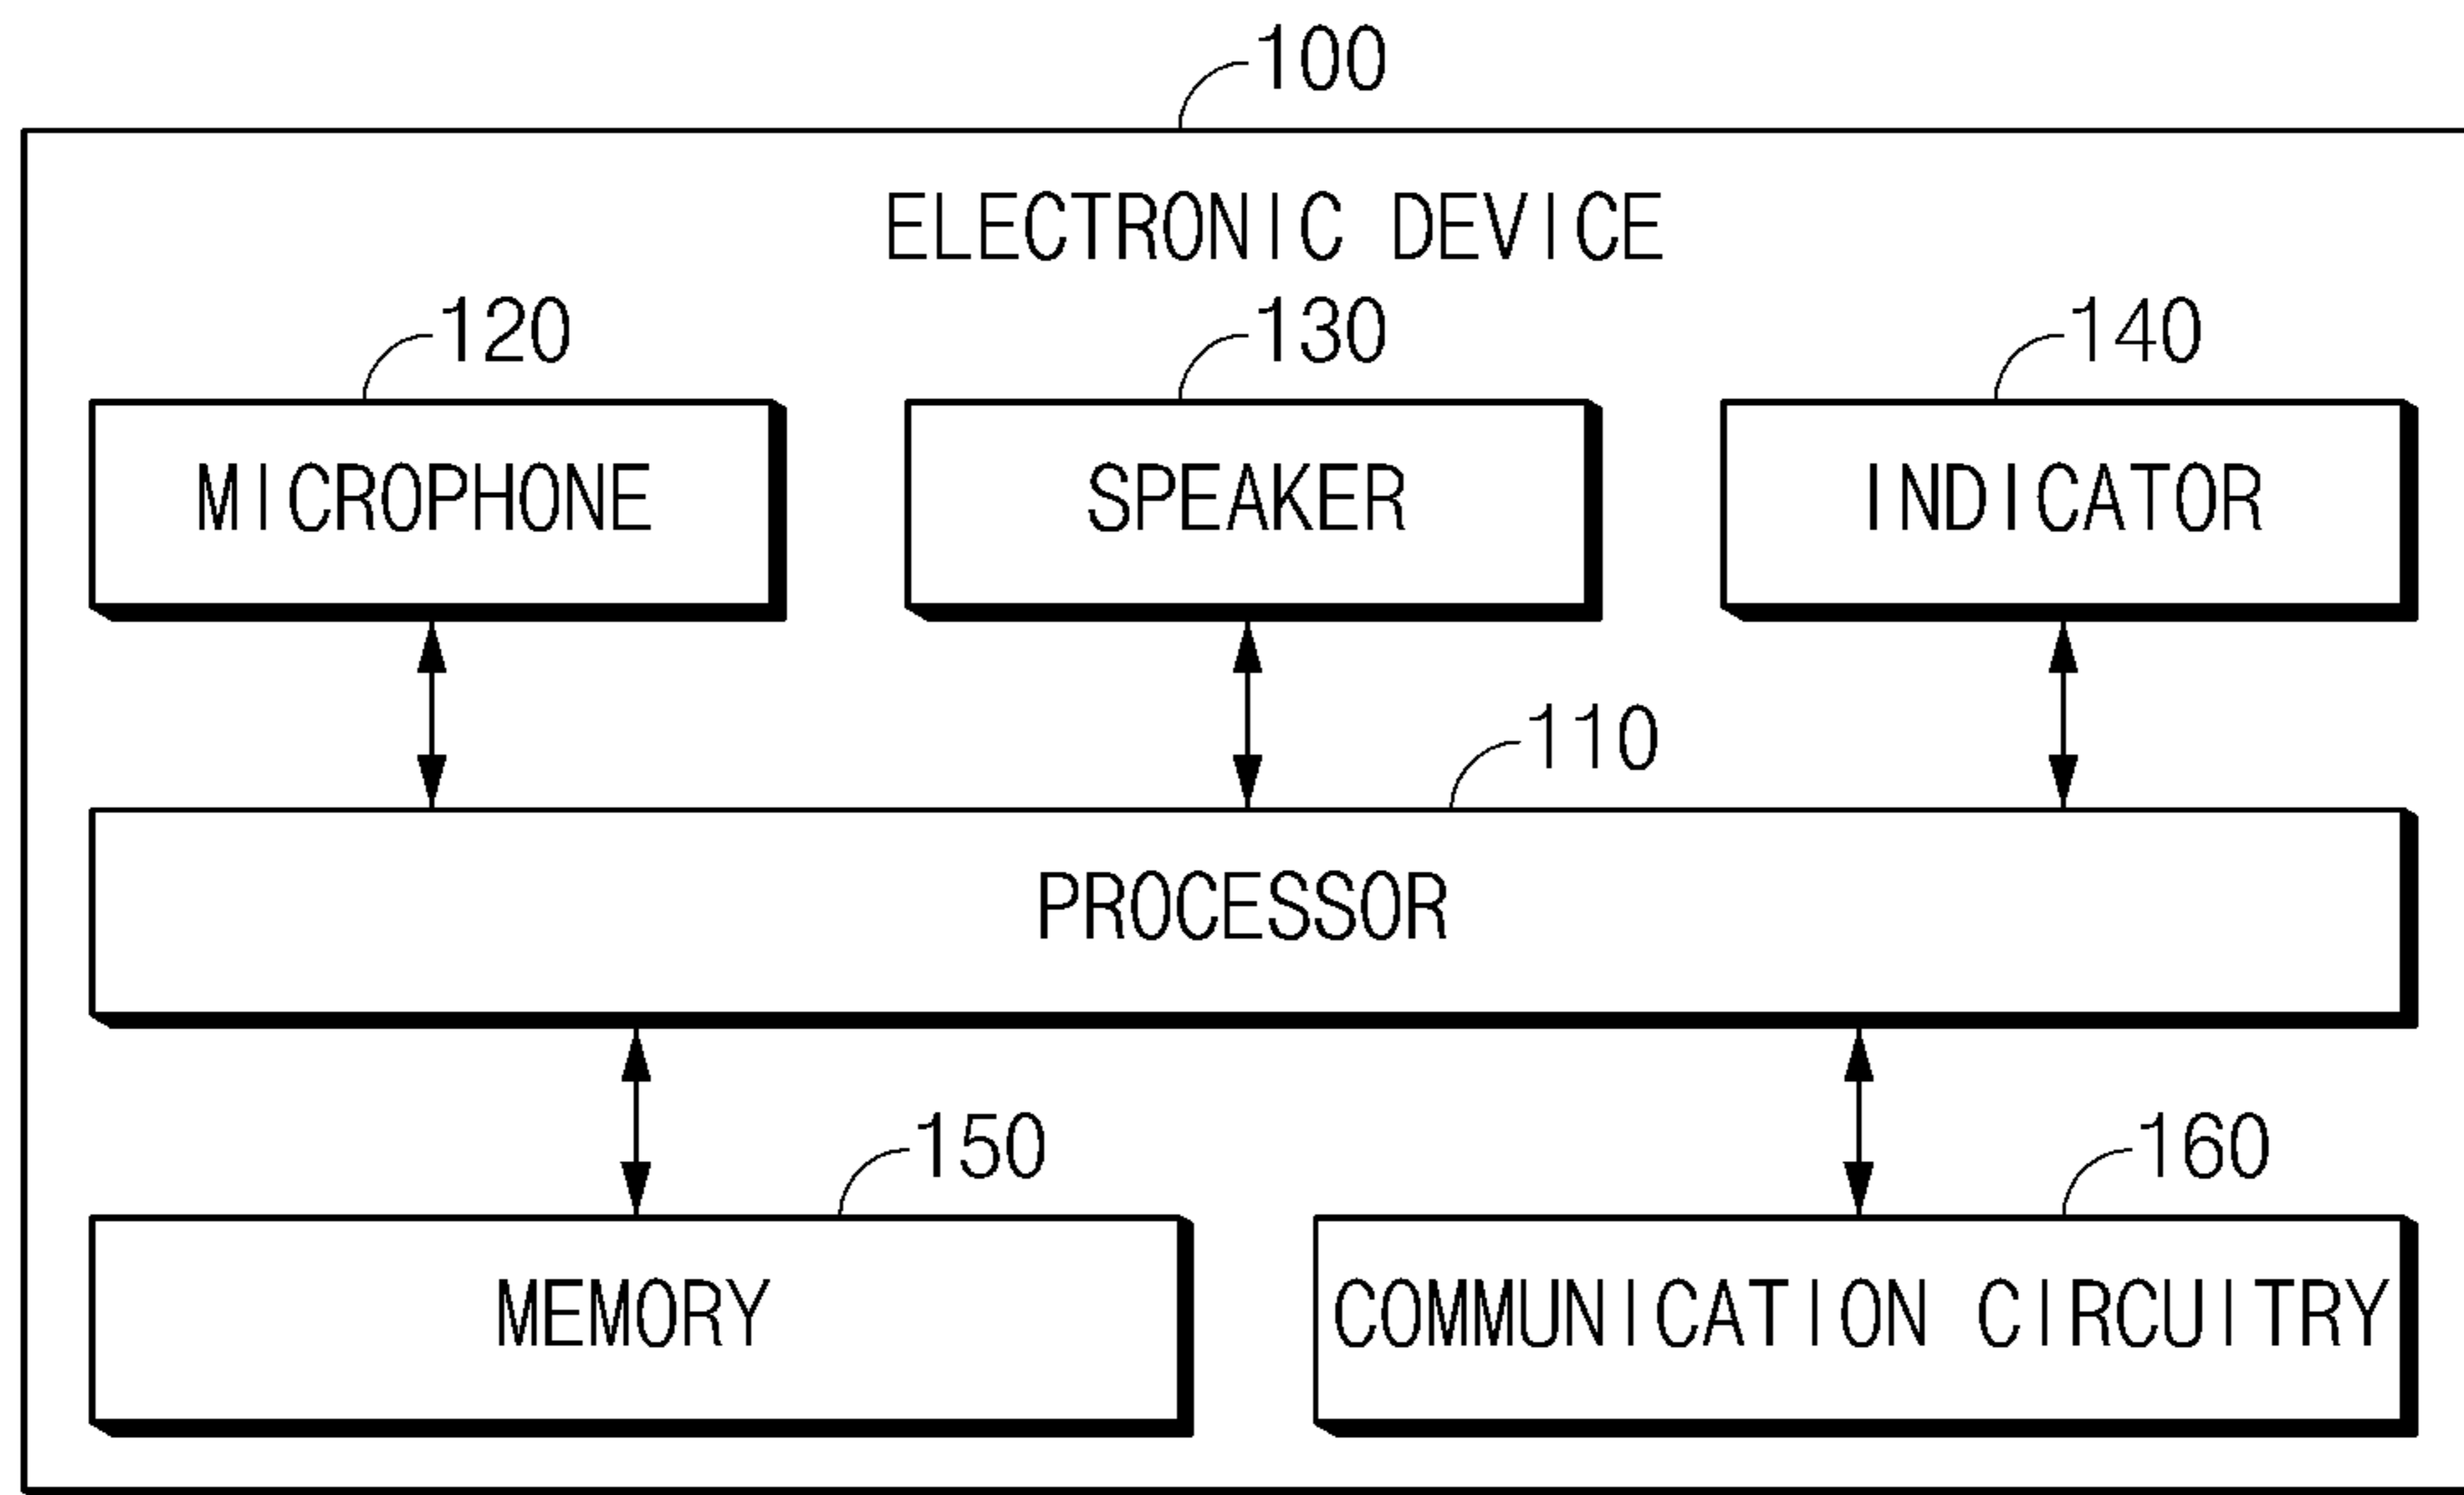 100
ELECTRONIC DEVICE
120 130 140
MICROPHONE SPEAKER INDICATOR
110
PROCESSOR
150 160
MEMORY COMMUNICATION CIRCUITRY